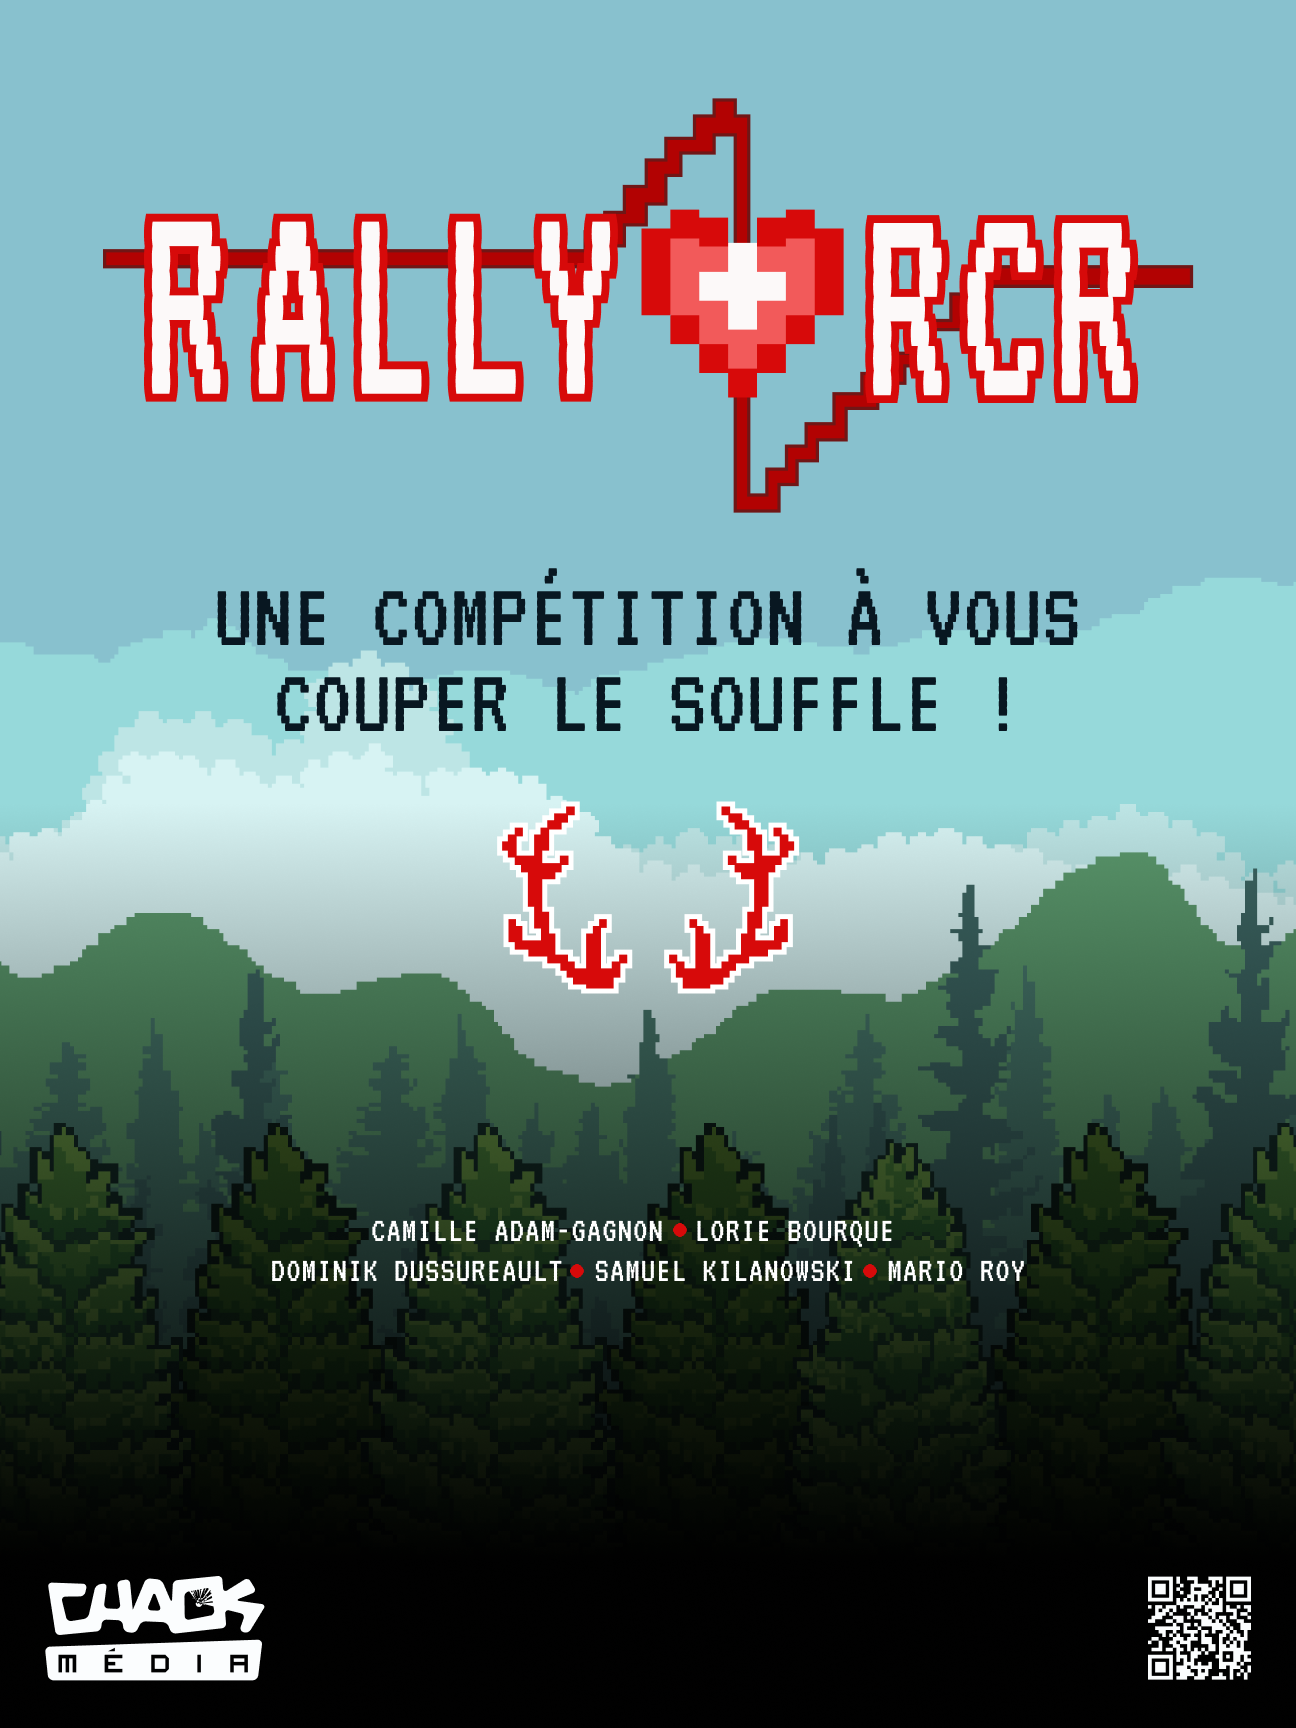 RALLY RCR
UNE COMPÉTITION À VOUS
COUPER LE SOUFFLE !
CAMILLE ADAM-GAGNON • LORIE BOURQUE
DOMINIK DUSSUREAULT • SAMUEL KILANOWSKI • MARIO ROY
CHAOK
MÉDIA